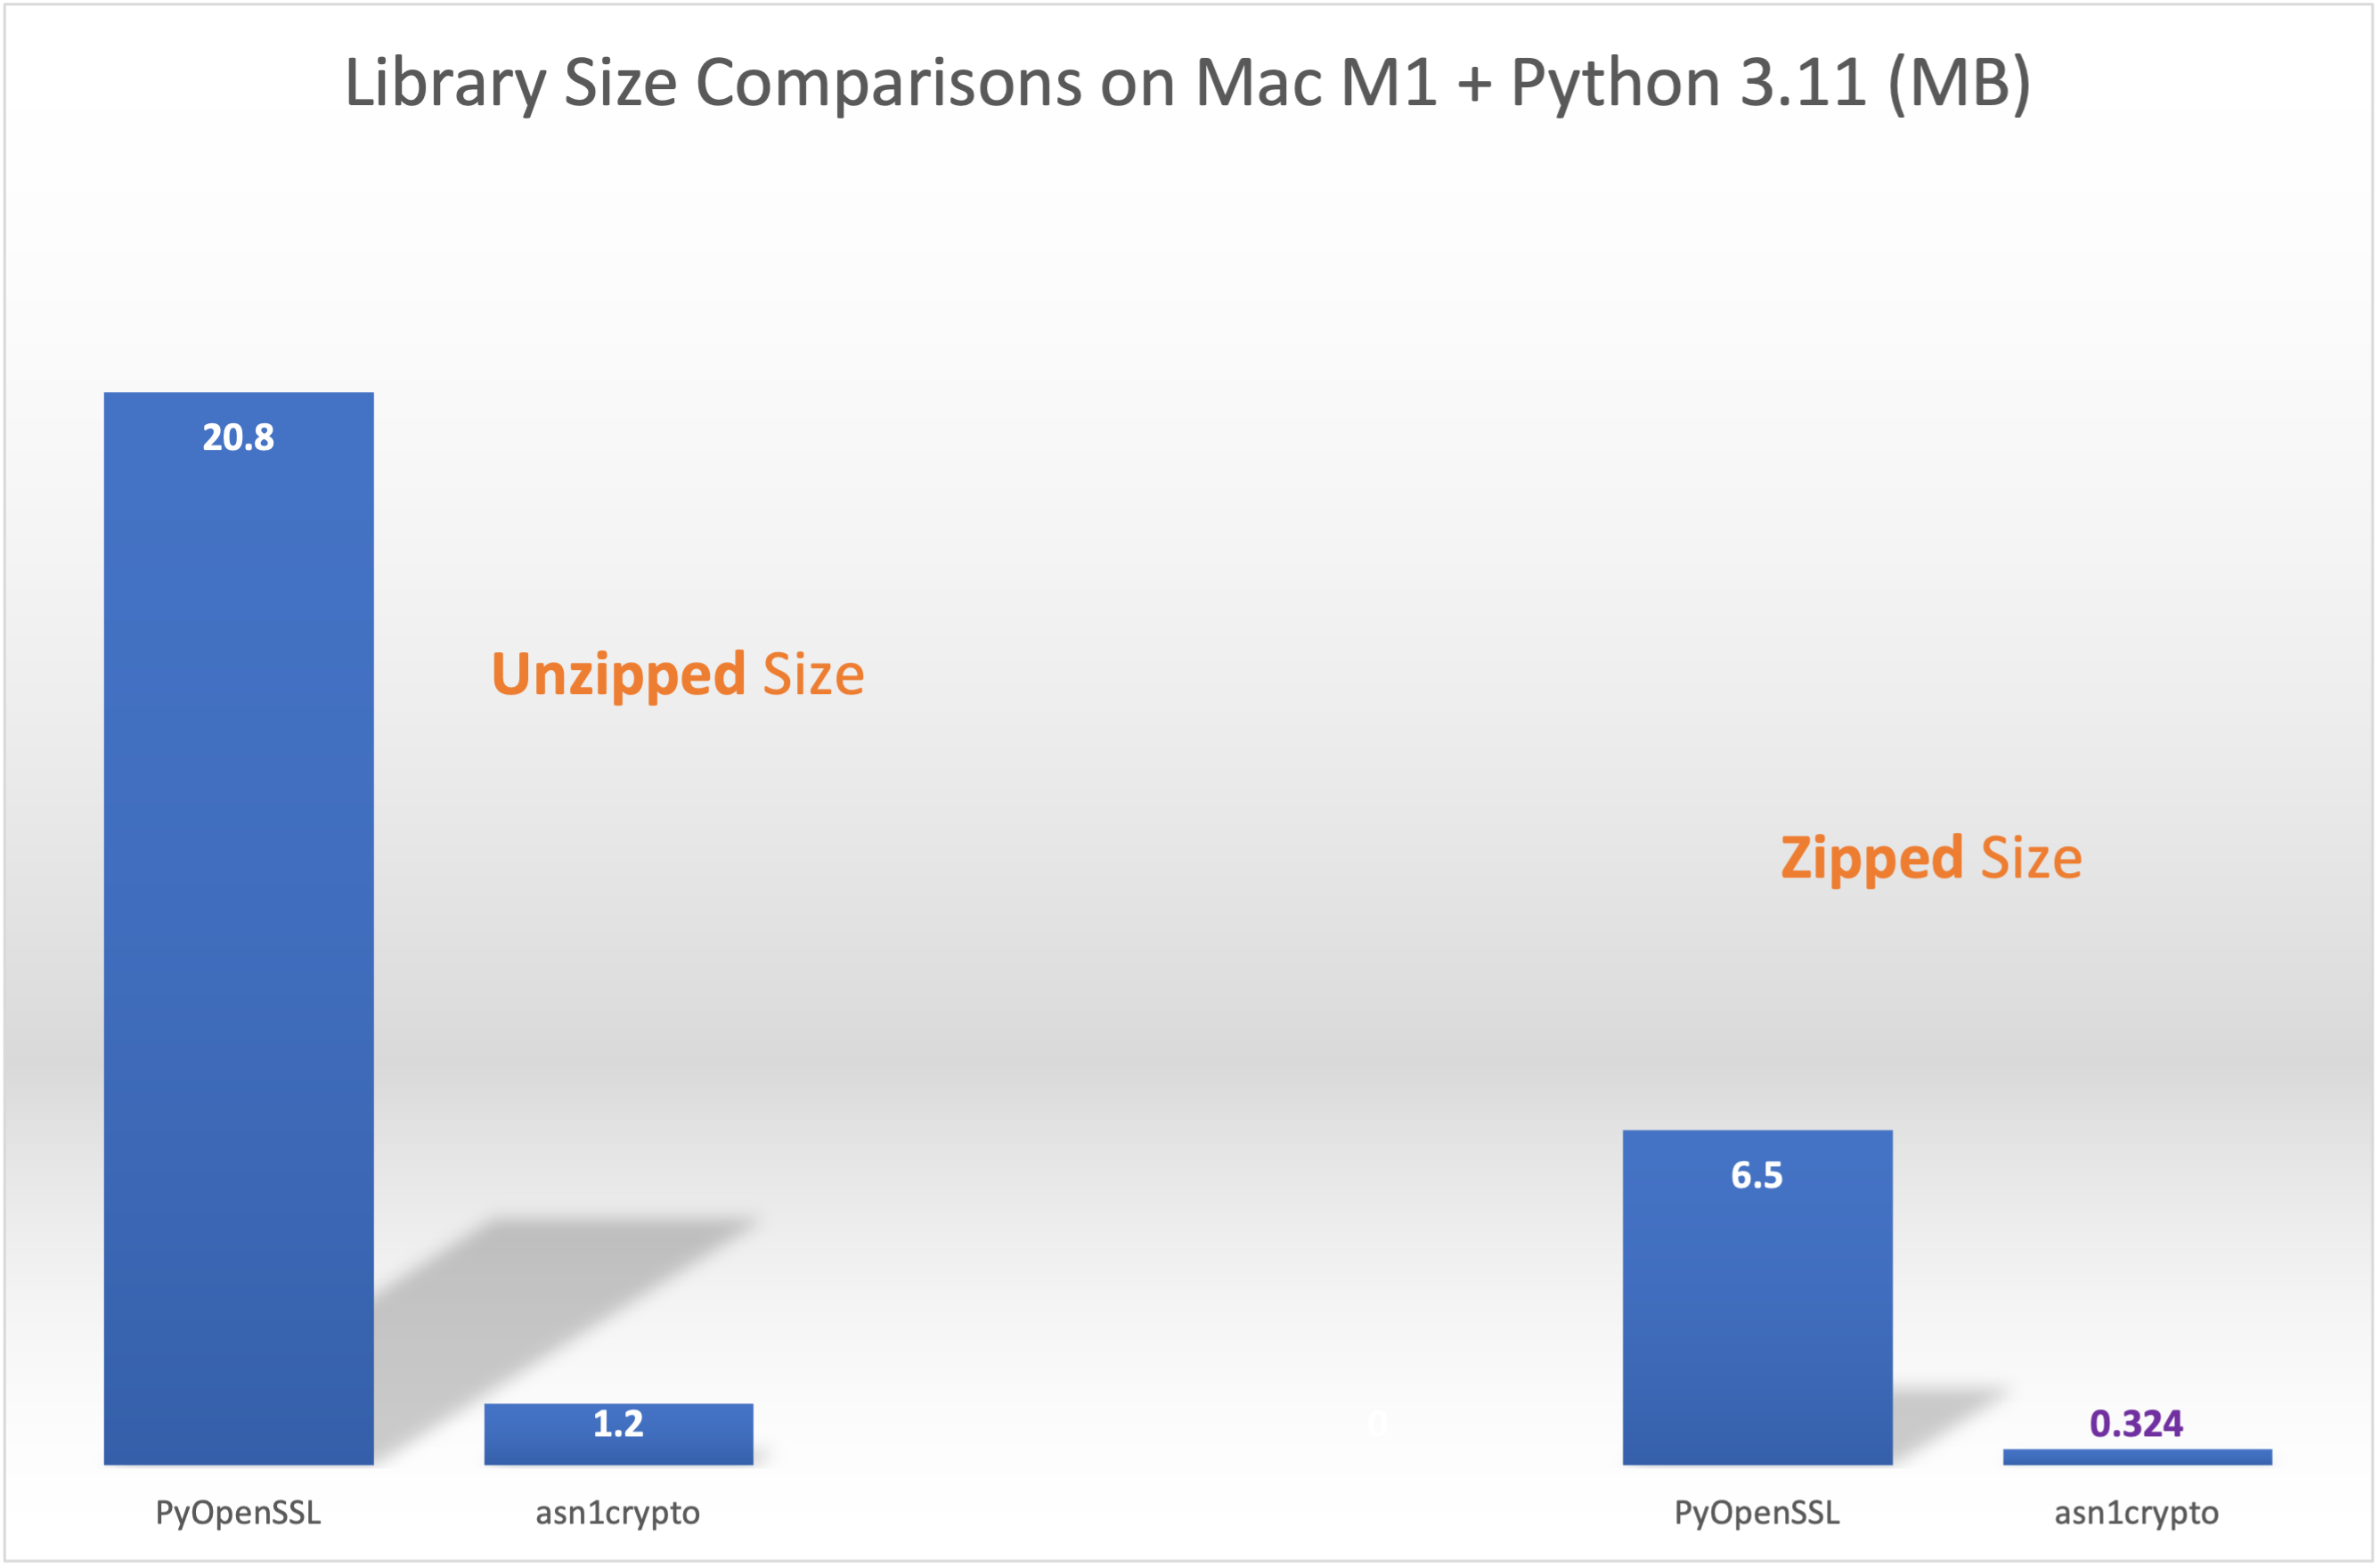 Library Size Comparisons on Mac M1 + Python 3.11 (MB)
20.8
Unzipped Size
Zipped Size
6.5
1.2
0
0.324
PyOpenSSL
asn1crypto
PyOpenSSL
asn1crypto